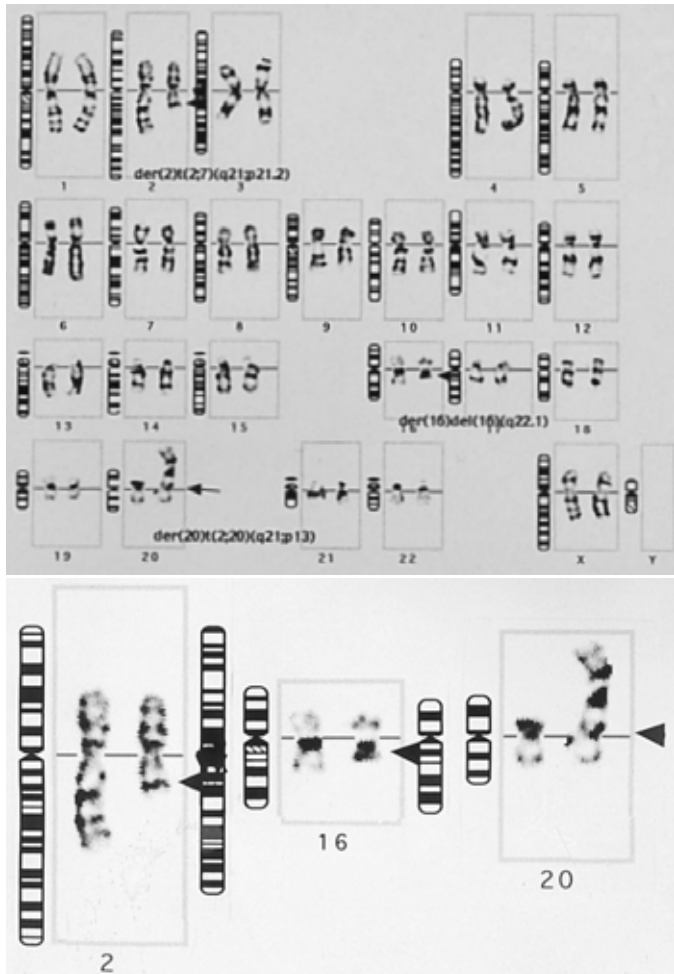 1 2 3 4 5
der(2)t(2;7)(q21;p21.2)
6 7 8 9 10 11 12
13 14 15 16 17 18
der(16)del(16)(q22.1)
19 20 21 22 X Y
der(20)t(2;20)(q21;p13)
2 16 20